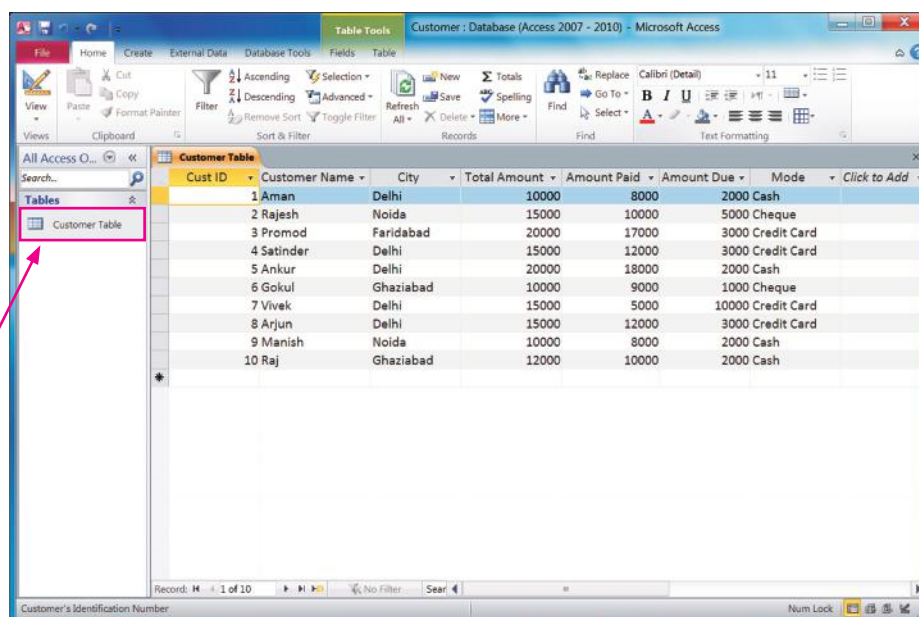 Table Tools Customer : Database (Access 2007 - 2010) - Microsoft Access
File Home Create External Data Database Tools Fields Table
View
Paste
Cut
Copy
Format Painter
Filter
Ascending
Descending
Remove Sort
Selection
Advanced
Toggle Filter
Refresh All
New
Save
Delete
Totals
Spelling
More
Find
Replace
Go To
Select
Calibri (Detail) 11
B I U
A
Views Clipboard Sort & Filter Records Find Text Formatting
All Access O... «
Search...
Tables
Customer Table
Customer Table
Cust ID Customer Name City Total Amount Amount Paid Amount Due Mode Click to Add
1 Aman Delhi 10000 8000 2000 Cash
2 Rajesh Noida 15000 10000 5000 Cheque
3 Promod Faridabad 20000 17000 3000 Credit Card
4 Satinder Delhi 15000 12000 3000 Credit Card
5 Ankur Delhi 20000 18000 2000 Cash
6 Gokul Ghaziabad 10000 9000 1000 Cheque
7 Vivek Delhi 15000 5000 10000 Credit Card
8 Arjun Delhi 15000 12000 3000 Credit Card
9 Manish Noida 10000 8000 2000 Cash
10 Raj Ghaziabad 12000 10000 2000 Cash
Record: 1 of 10 No Filter Sear
Customer's Identification Number Num Lock